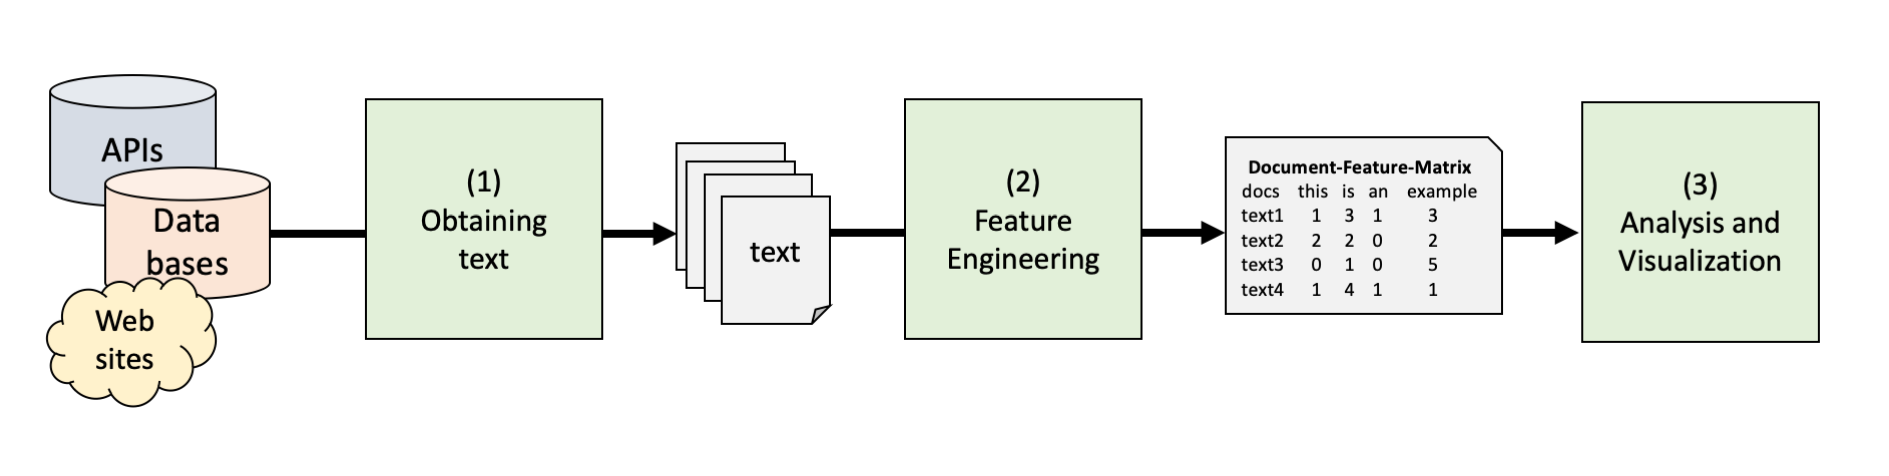 APIs
Data
bases
Web
sites
(1)
Obtaining
text
text
(2)
Feature
Engineering
Document-Feature-Matrix
docs this is an example
text1 1 3 1 3
text2 2 2 0 2
text3 0 1 0 5
text4 1 4 1 1
(3)
Analysis and
Visualization